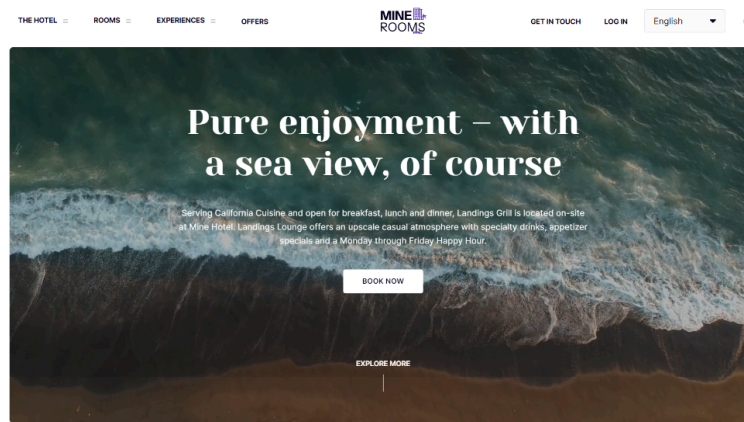 THE HOTEL
ROOMS
EXPERIENCES
OFFERS
MINE
ROOMS
GET IN TOUCH
LOG IN
English
Pure enjoyment – with
a sea view, of course
Serving California Cuisine and open for breakfast, lunch and dinner, Landings Grill is located on-site
at Mine Hotel. Landings Lounge offers an upscale casual atmosphere with specialty drinks, appetizer
specials and a Monday through Friday Happy Hour.
BOOK NOW
EXPLORE MORE